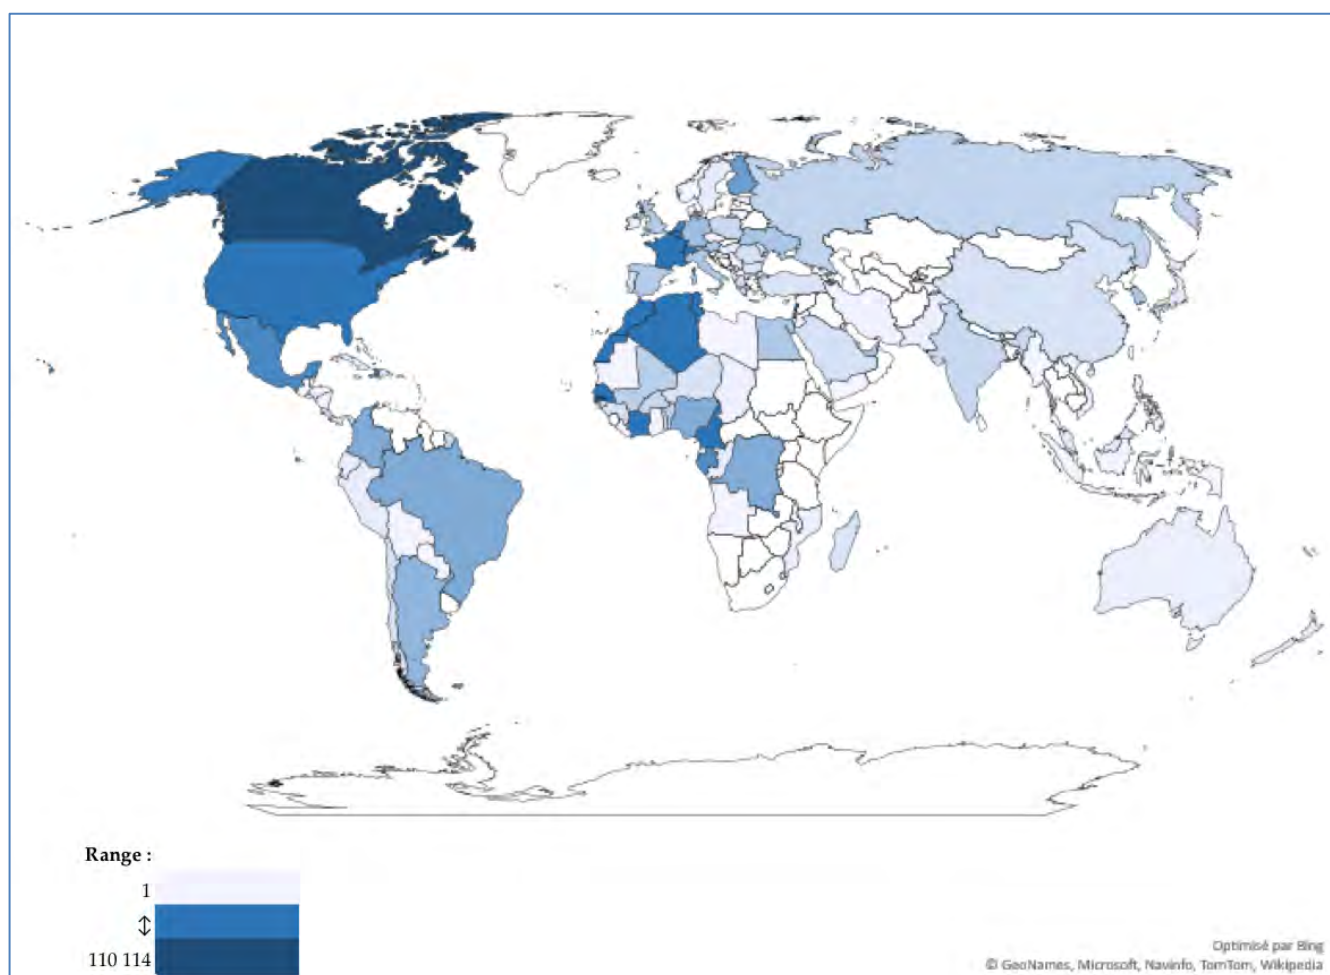 Range :
1
↕
110 114
Optimisé par Bing
© GeoNames, Microsoft, Navinfo, TomTom, Wikipedia